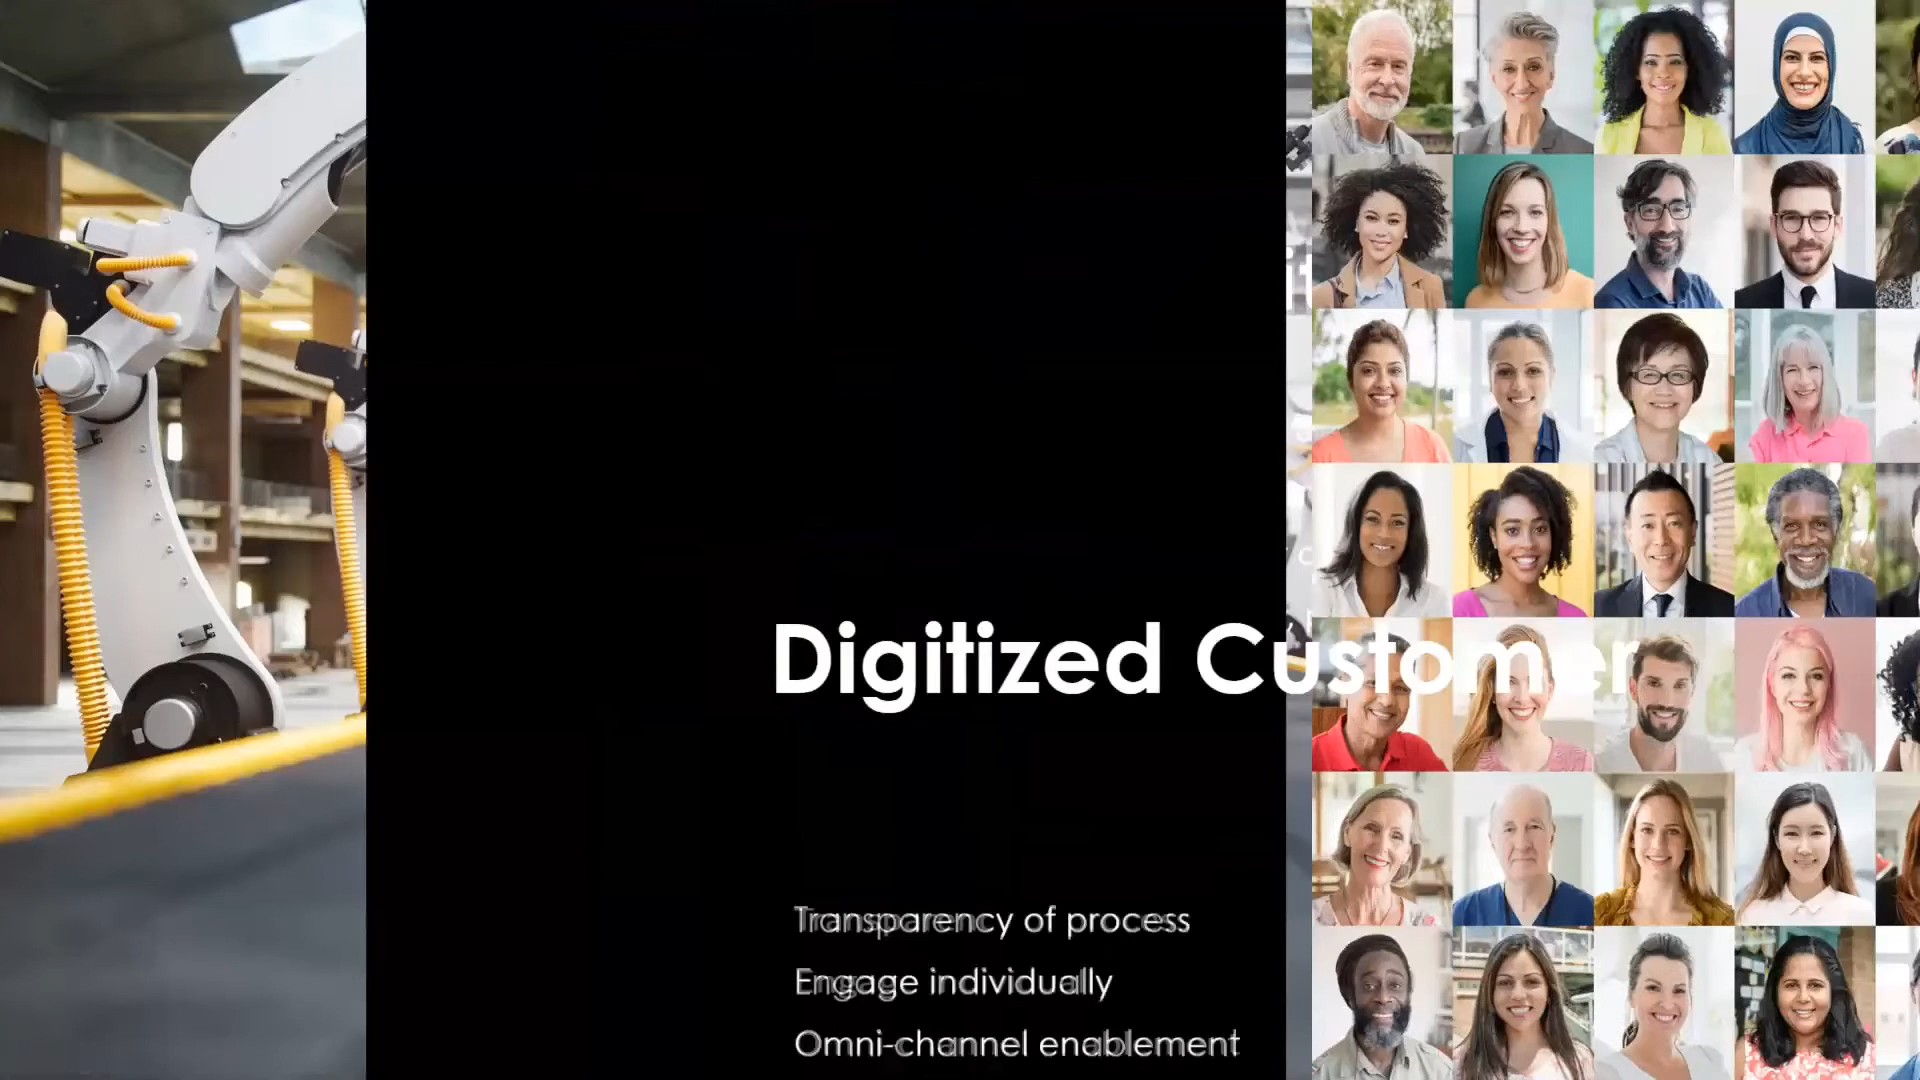 Digitized Customer
Transparency of process
Engage individually
Omni-channel enablement